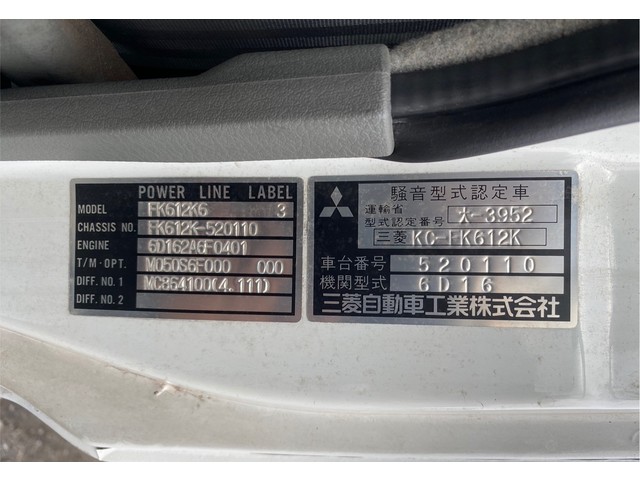 POWER LINE LABEL
MODEL FK612K6 3
CHASSIS NO. FK612K-520110
ENGINE 6D162A6F0401
T/M·OPT. M050S6F000 000
DIFF. NO. 1 MC864100(4.111)
DIFF. NO. 2
騒音型式認定車
運輸省
型式認定番号 大-3952
三菱 KC-FK612K
車台番号 520110
機関型式 6D16
三菱自動車工業株式会社